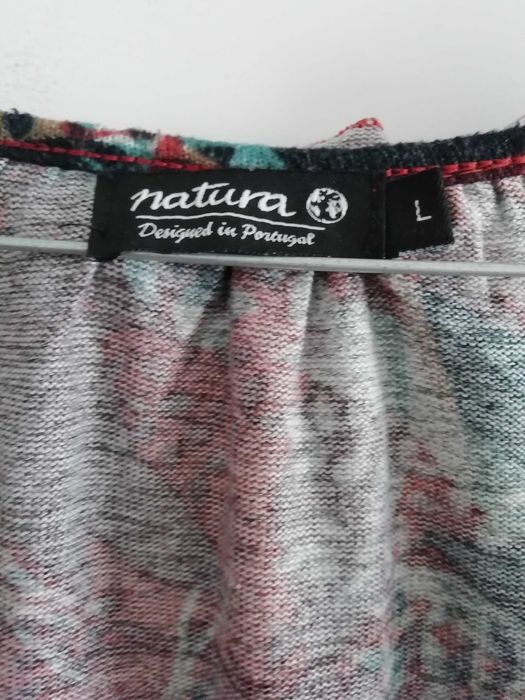 natura
Designed in Portugal
L